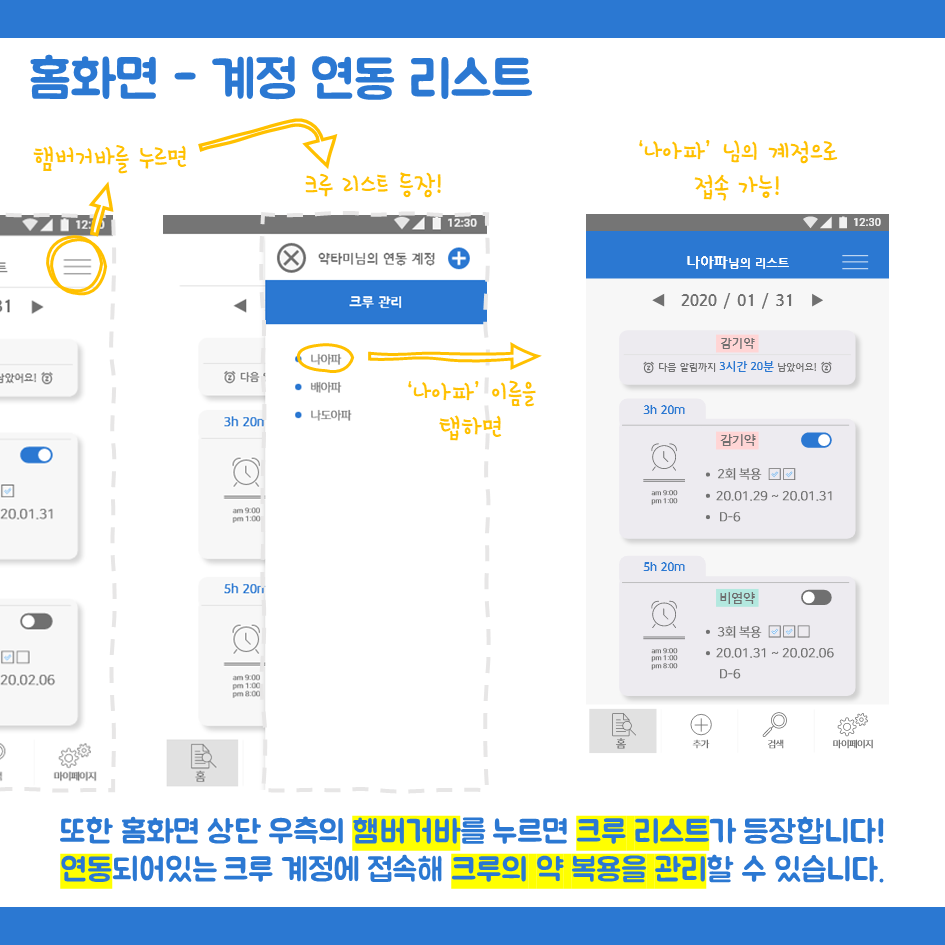 홈화면 - 계정 연동 리스트
햄버거바를 누르면
크루 리스트 등장!
‘나아파’ 님의 계정으로
접속 가능!
12:30
트
31
남았어요!
20.01.31
20.02.06
마이페이지
12:30
약타미님의 연동 계정
크루 관리
나아파
배아파
나도아파
다음
3h 20m
am 9:00
pm 1:00
5h 20m
am 9:00
pm 1:00
pm 8:00
홈
‘나아파’ 이름을
탭하면
12:30
나아파님의 리스트
2020 / 01 / 31
감기약
다음 알림까지 3시간 20분 남았어요!
3h 20m
감기약
am 9:00
pm 1:00
• 2회 복용
• 20.01.29 ~ 20.01.31
• D-6
5h 20m
비염약
am 9:00
pm 1:00
pm 8:00
• 3회 복용
• 20.01.31 ~ 20.02.06
D-6
홈 추가 검색 마이페이지
또한 홈화면 상단 우측의 햄버거바를 누르면 크루 리스트가 등장합니다!
연동되어있는 크루 계정에 접속해 크루의 약 복용을 관리할 수 있습니다.